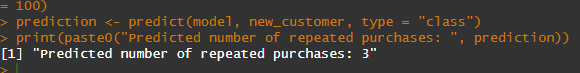 = 100)
> prediction <- predict(model, new_customer, type = "class")
> print(paste0("Predicted number of repeated purchases: ", prediction))
[1] "Predicted number of repeated purchases: 3"
>